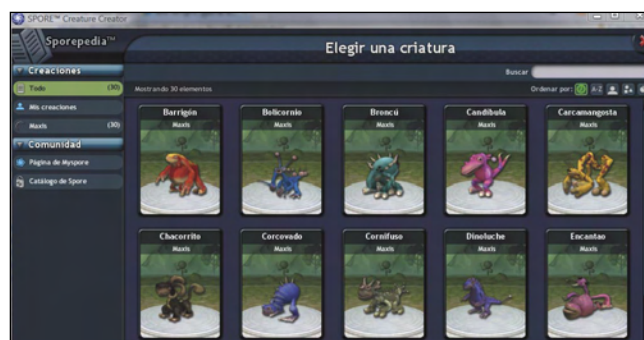 SPORE™ Creature Creator
Sporepedia™
Elegir una criatura
Creaciones
Buscar
Todo (30)
Mostrando 30 elementos
Ordenar por: A-Z
Mis creaciones
Maxis (30)
Comunidad
Página de Myspore
Catálogo de Spore
Barrigón
Maxis
Bolicornio
Maxis
Broncú
Maxis
Candíbula
Maxis
Carcamangosta
Maxis
Chacorrito
Maxis
Corcovado
Maxis
Cornifuso
Maxis
Dinoluche
Maxis
Encantao
Maxis